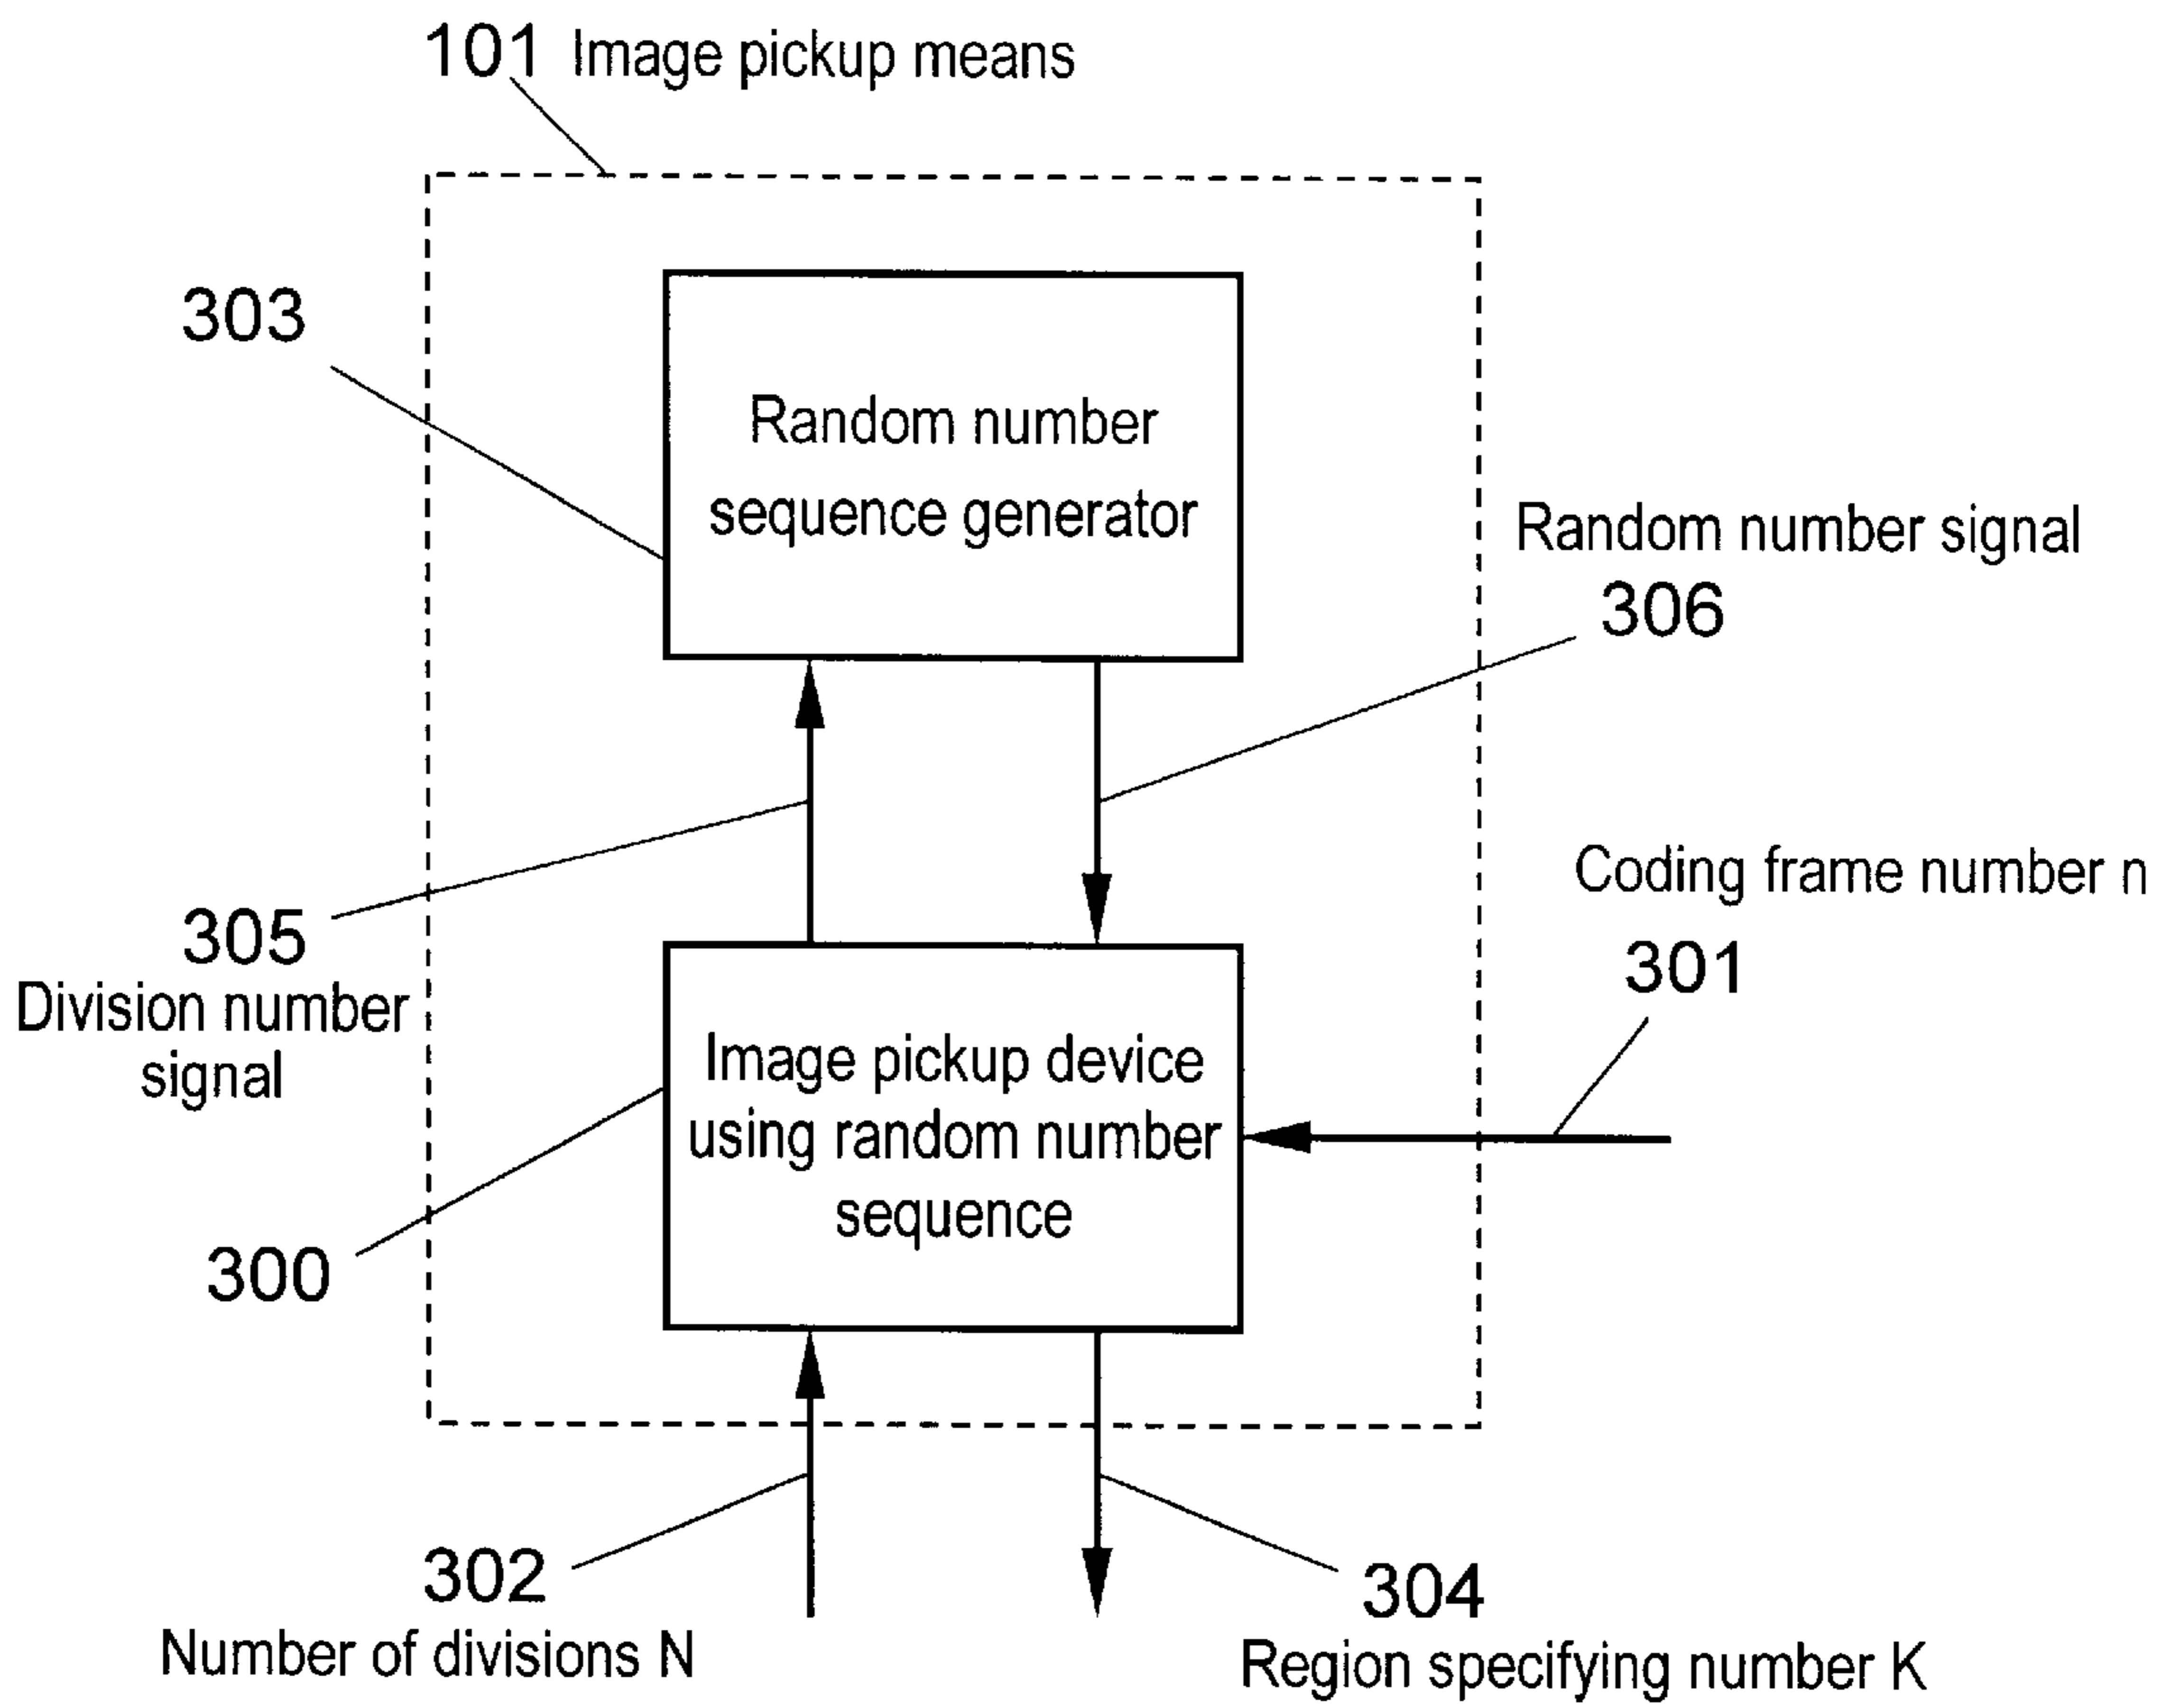 101 Image pickup means
303
Random number
sequence generator
Random number signal
306
Coding frame number n
301
305
Division number
signal
Image pickup device
using random number
sequence
300
302
Number of divisions N
304
Region specifying number K